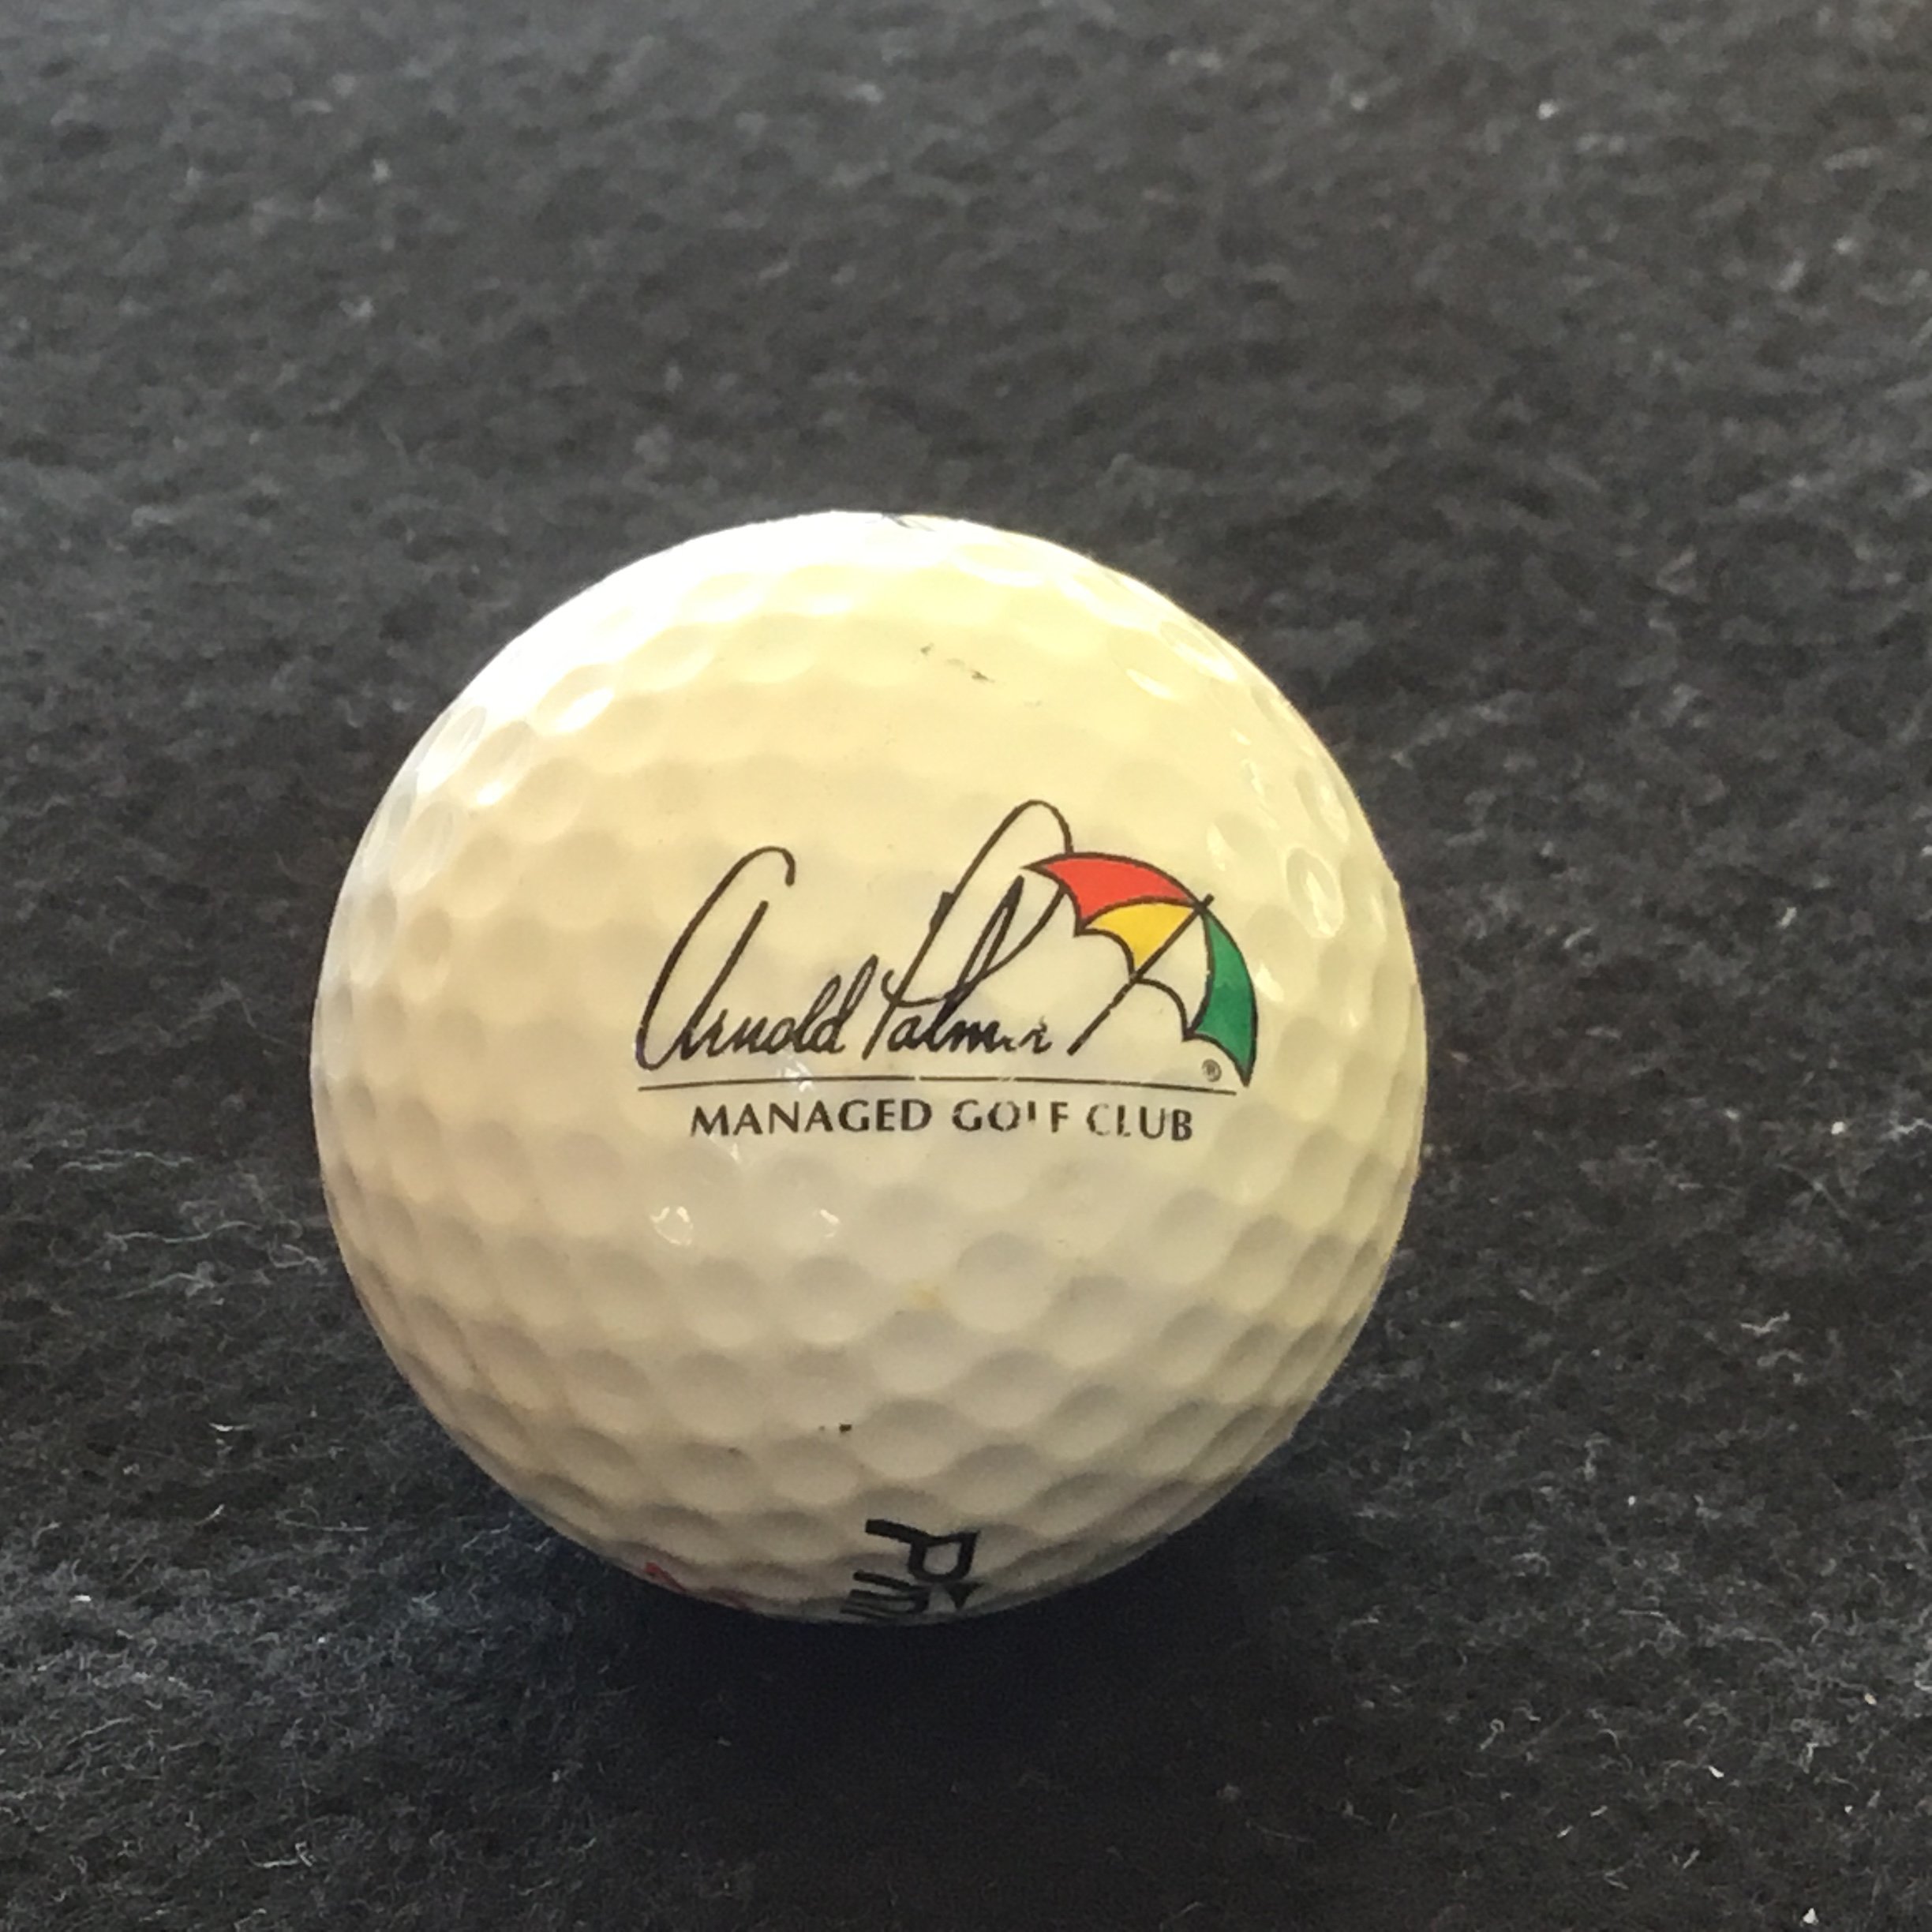 Arnold Palmer
®
MANAGED GOLF CLUB